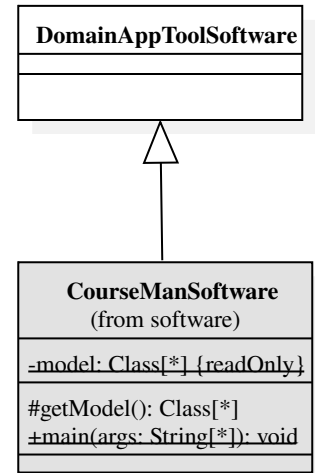 DomainAppToolSoftware
CourseManSoftware
(from software)
-model: Class[*] {readOnly}
#getModel(): Class[*]
+main(args: String[*]): void